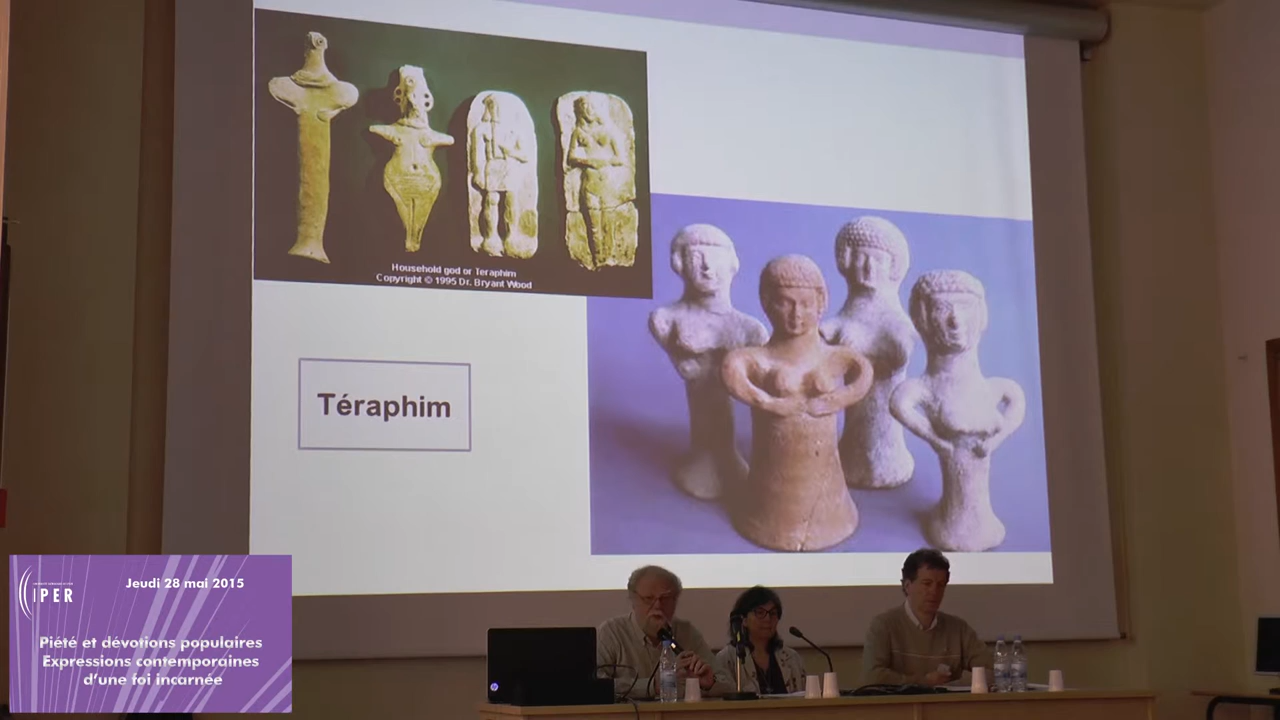 Household god or Teraphim
Copyright © 1995 Dr. Bryant Wood
Téraphim
Jeudi 28 mai 2015
IPER
Piété et dévotions populaires
Expressions contemporaines
d'une foi incarnée
hp